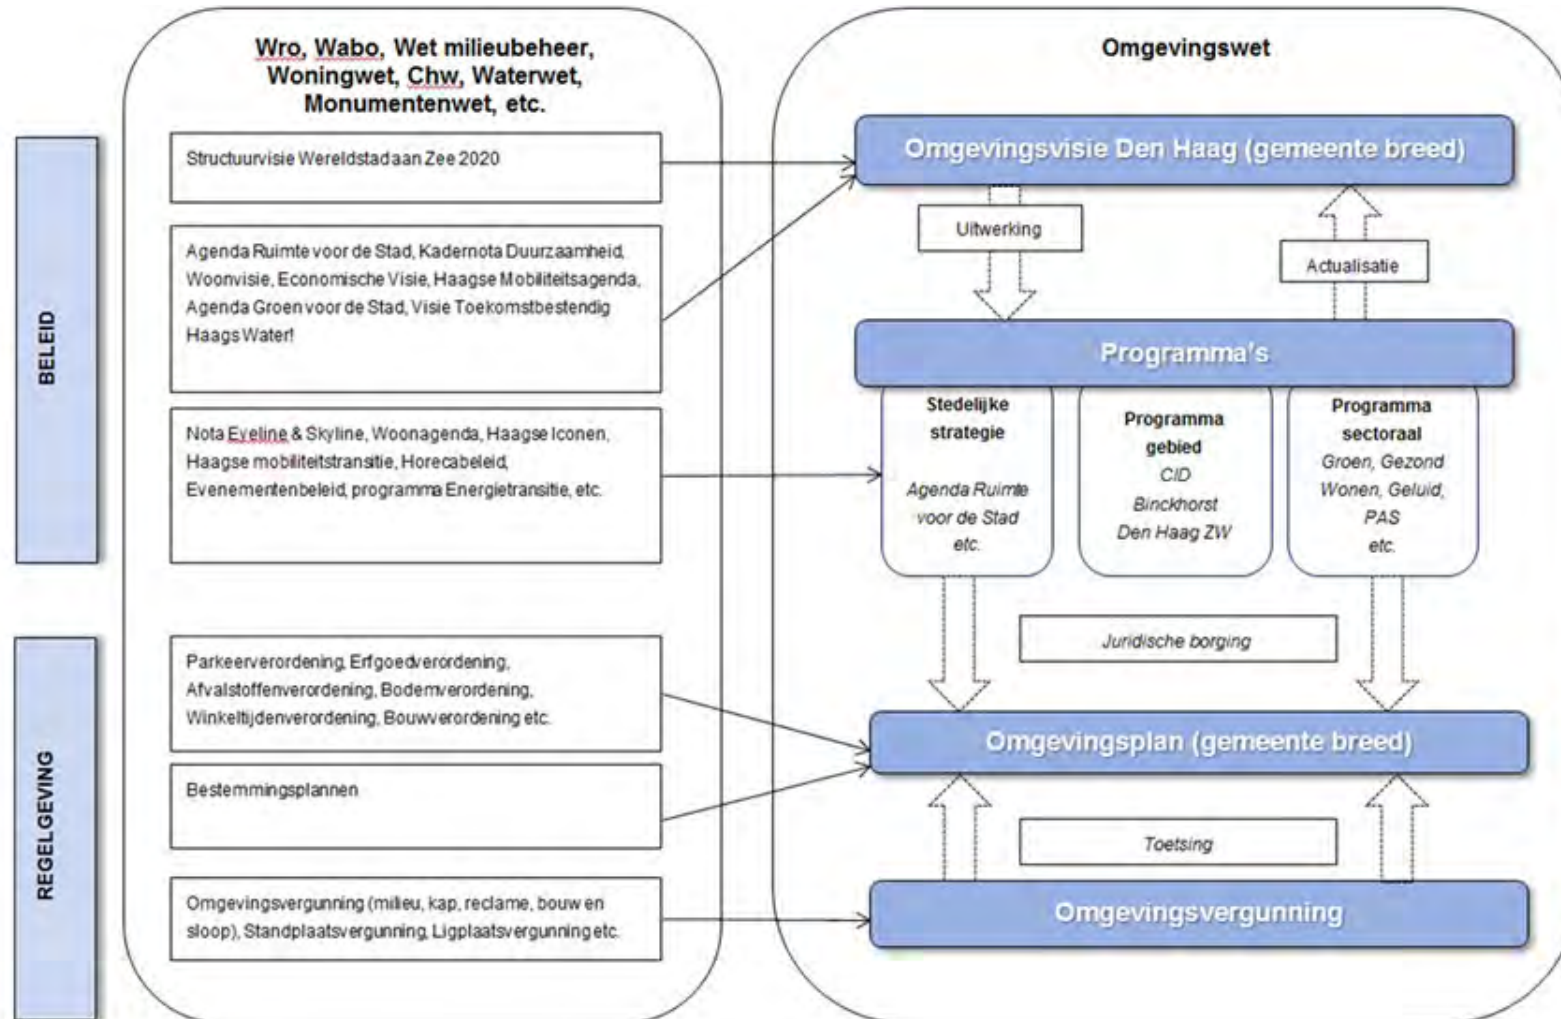 Wro, Wabo, Wet milieubeheer,
Woningwet, Chw, Waterwet,
Monumentenwet, etc.
BELEID
Structuurvisie Wereldstad aan Zee 2020
Agenda Ruimte voor de Stad, Kadernota Duurzaamheid,
Woonvisie, Economische Visie, Haagse Mobiliteitsagenda,
Agenda Groen voor de Stad, Visie Toekomstbestendig
Haags Water!
Nota Eyeline & Skyline, Woonagenda, Haagse Iconen,
Haagse mobiliteitstransitie, Horecabeleid,
Evenementenbeleid, programma Energietransitie, etc.
REGELGEVING
Parkeerverordening, Erfgoedverordening,
Afvalstoffenverordening, Bodemverordening,
Winkeltijdenverordening, Bouwverordening etc.
Bestemmingsplannen
Omgevingsvergunning (milieu, kap, reclame, bouw en
sloop), Standplaatsvergunning, Ligplaatsvergunning etc.
Omgevingswet
Omgevingsvisie Den Haag (gemeente breed)
Uitwerking
Actualisatie
Programma's
Stedelijke
strategie
Agenda Ruimte
voor de Stad
etc.
Programma
gebied
CID
Binckhorst
Den Haag ZW
Programma
sectoraal
Groen, Gezond
Wonen, Geluid,
PAS
etc.
Juridische borging
Omgevingsplan (gemeente breed)
Toetsing
Omgevingsvergunning